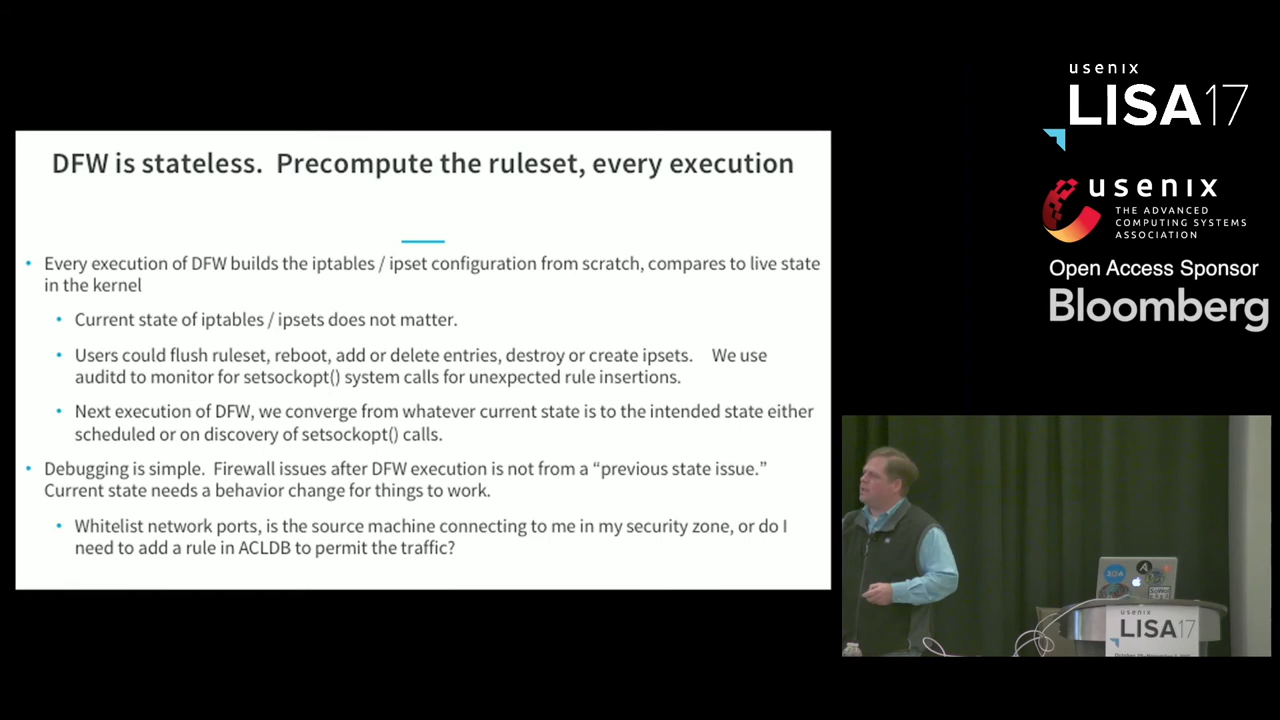 DFW is stateless.  Precompute the ruleset, every execution
• Every execution of DFW builds the iptables / ipset configuration from scratch, compares to live state
in the kernel
• Current state of iptables / ipsets does not matter.
• Users could flush ruleset, reboot, add or delete entries, destroy or create ipsets.    We use
auditd to monitor for setsockopt() system calls for unexpected rule insertions.
• Next execution of DFW, we converge from whatever current state is to the intended state either
scheduled or on discovery of setsockopt() calls.
• Debugging is simple.  Firewall issues after DFW execution is not from a “previous state issue.”
Current state needs a behavior change for things to work.
• Whitelist network ports, is the source machine connecting to me in my security zone, or do I
need to add a rule in ACLDB to permit the traffic?
usenix
LISA17
usenix
THE ADVANCED
COMPUTING SYSTEMS
ASSOCIATION
Open Access Sponsor
Bloomberg
usenix
LISA17